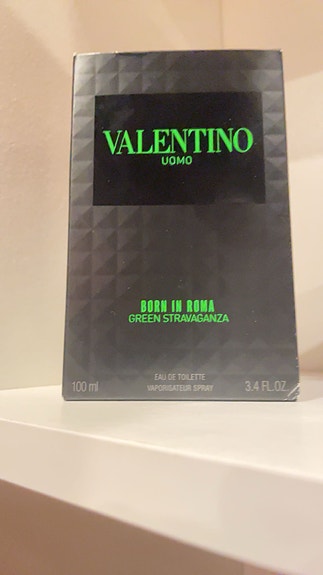 VALENTINO
UOMO
BORN IN ROMA
GREEN STRAVAGANZA
EAU DE TOILETTE
100 ml VAPORISATEUR SPRAY 3.4 FL.OZ.